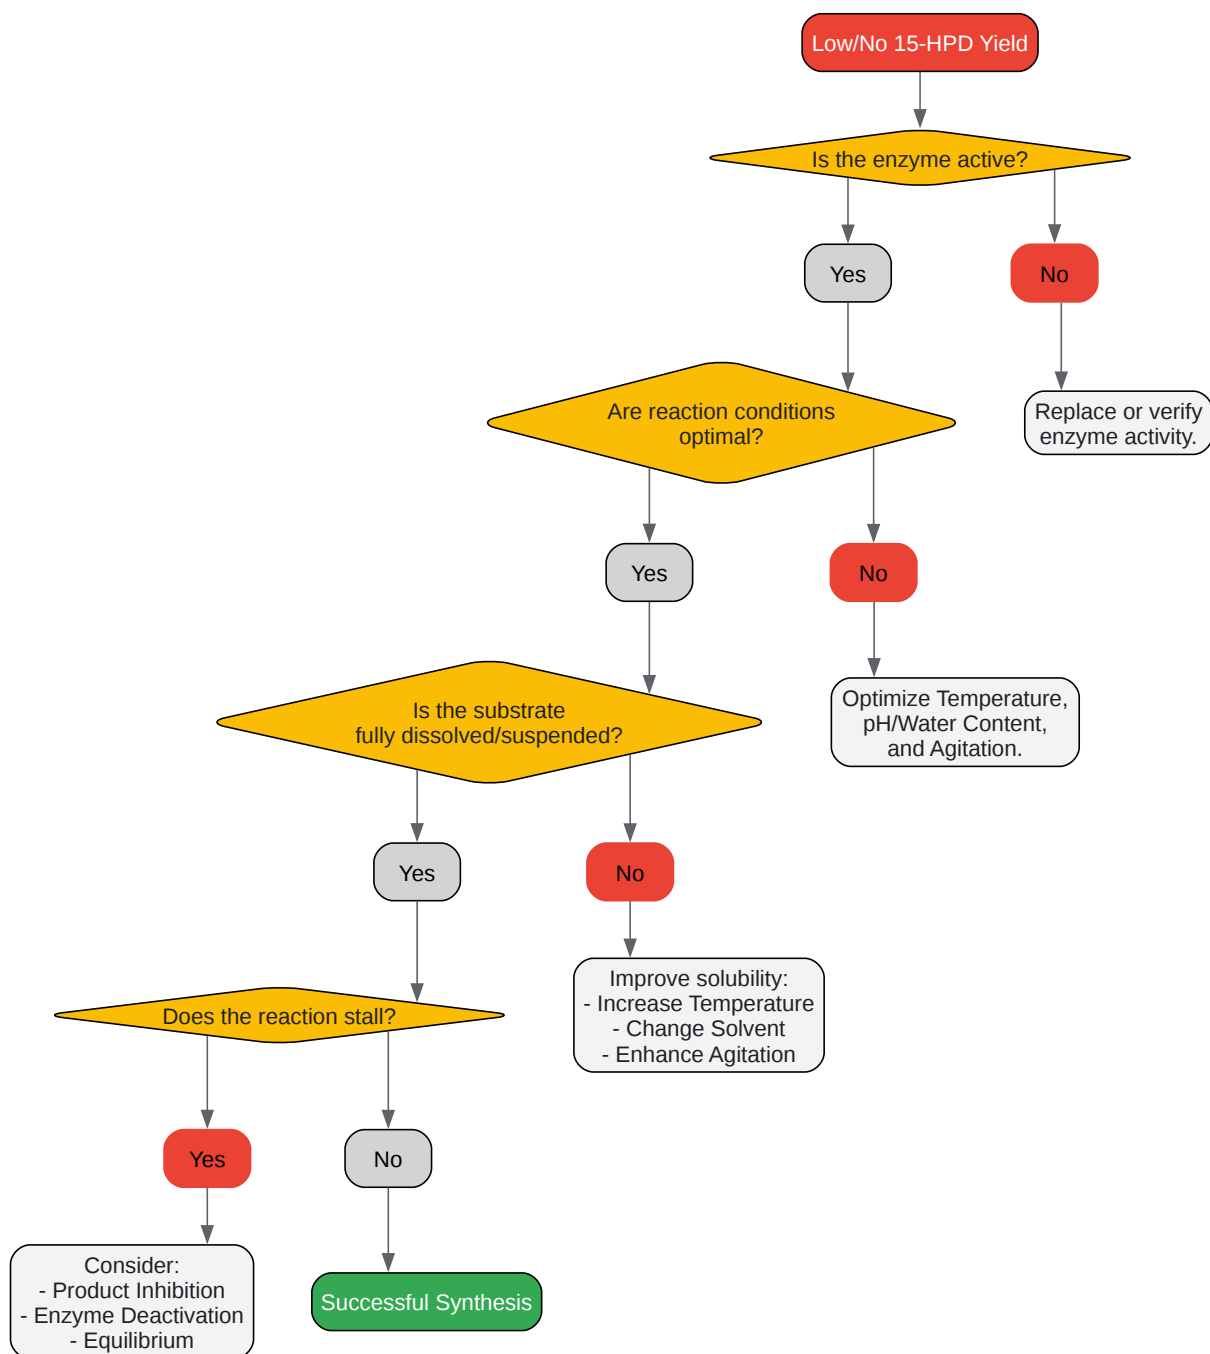 Low/No 15-HPD Yield
Is the enzyme active?
Yes
No
Are reaction conditions
optimal?
Replace or verify
enzyme activity.
Yes
No
Is the substrate
fully dissolved/suspended?
Optimize Temperature,
pH/Water Content,
and Agitation.
Yes
No
Does the reaction stall?
Improve solubility:
- Increase Temperature
- Change Solvent
- Enhance Agitation
Yes
No
Consider:
- Product Inhibition
- Enzyme Deactivation
- Equilibrium
Successful Synthesis